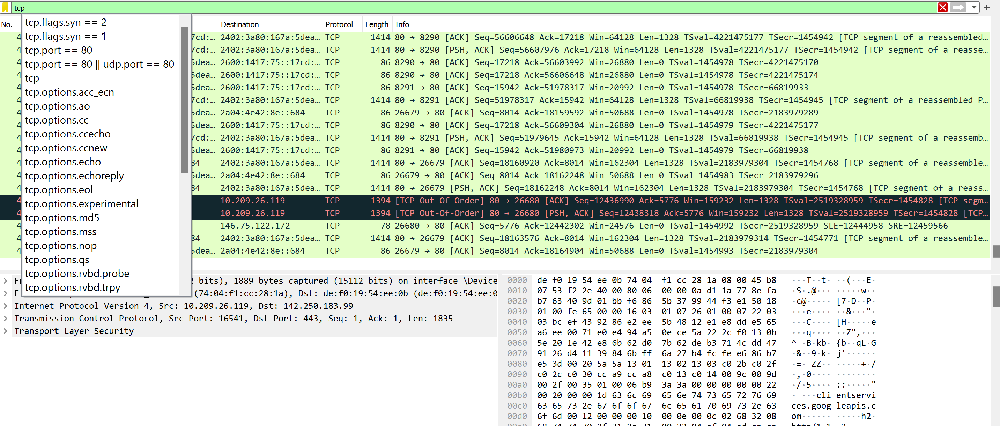 tcp
tcp.flags.syn == 2
tcp.flags.syn == 1
tcp.port == 80
tcp.port == 80 || udp.port == 80
tcp
tcp.options.acc_ecn
tcp.options.ao
tcp.options.cc
tcp.options.ccecho
tcp.options.ccnew
tcp.options.echo
tcp.options.echoreply
tcp.options.eol
tcp.options.experimental
tcp.options.md5
tcp.options.mss
tcp.options.nop
tcp.options.qs
tcp.options.rvbd.probe
tcp.options.rvbd.trpy
No. Destination Protocol Length Info
4 7cd:… 2402:3a80:167a:5dea… TCP 1414 80 → 8290 [ACK] Seq=56606648 Ack=17218 Win=64128 Len=1328 TSval=4221475177 TSecr=1454942 [TCP segment of a reassembled…
4 7cd:… 2402:3a80:167a:5dea… TCP 1414 80 → 8290 [PSH, ACK] Seq=56607976 Ack=17218 Win=64128 Len=1328 TSval=4221475177 TSecr=1454942 [TCP segment of a reasse…
4 5dea… 2600:1417:75::17cd:… TCP 86 8290 → 80 [ACK] Seq=17218 Ack=56603992 Win=26880 Len=0 TSval=1454978 TSecr=4221475170
4 5dea… 2600:1417:75::17cd:… TCP 86 8290 → 80 [ACK] Seq=17218 Ack=56606648 Win=26880 Len=0 TSval=1454978 TSecr=4221475174
4 5dea… 2600:1417:75::17cd:… TCP 86 8291 → 80 [ACK] Seq=15942 Ack=51978317 Win=20992 Len=0 TSval=1454978 TSecr=66819933
4 7cd:… 2402:3a80:167a:5dea… TCP 1414 80 → 8291 [ACK] Seq=51978317 Ack=15942 Win=64128 Len=1328 TSval=66819938 TSecr=1454945 [TCP segment of a reassembled P…
4 5dea… 2a04:4e42:8e::684 TCP 86 26679 → 80 [ACK] Seq=8014 Ack=18159592 Win=50688 Len=0 TSval=1454978 TSecr=2183979289
4 5dea… 2600:1417:75::17cd:… TCP 86 8290 → 80 [ACK] Seq=17218 Ack=56609304 Win=26880 Len=0 TSval=1454979 TSecr=4221475177
4 7cd:… 2402:3a80:167a:5dea… TCP 1414 80 → 8291 [PSH, ACK] Seq=51979645 Ack=15942 Win=64128 Len=1328 TSval=66819938 TSecr=1454945 [TCP segment of a reassemb…
4 5dea… 2600:1417:75::17cd:… TCP 86 8291 → 80 [ACK] Seq=15942 Ack=51980973 Win=20992 Len=0 TSval=1454979 TSecr=66819938
4 84 2402:3a80:167a:5dea… TCP 1414 80 → 26679 [ACK] Seq=18160920 Ack=8014 Win=162304 Len=1328 TSval=2183979304 TSecr=1454768 [TCP segment of a reassemble…
4 5dea… 2a04:4e42:8e::684 TCP 86 26679 → 80 [ACK] Seq=8014 Ack=18162248 Win=50688 Len=0 TSval=1454983 TSecr=2183979296
4 84 2402:3a80:167a:5dea… TCP 1414 80 → 26679 [PSH, ACK] Seq=18162248 Ack=8014 Win=162304 Len=1328 TSval=2183979304 TSecr=1454768 [TCP segment of a reass…
4 10.209.26.119 TCP 1394 [TCP Out-Of-Order] 80 → 26680 [ACK] Seq=12436990 Ack=5776 Win=159232 Len=1328 TSval=2519328959 TSecr=1454828 [TCP segm…
4 10.209.26.119 TCP 1394 [TCP Out-Of-Order] 80 → 26680 [PSH, ACK] Seq=12438318 Ack=5776 Win=159232 Len=1328 TSval=2519328959 TSecr=1454828 [TCP…
4 146.75.122.172 TCP 78 26680 → 80 [ACK] Seq=5776 Ack=12442302 Win=24576 Len=0 TSval=1454992 TSecr=2519328959 SLE=12444958 SRE=12459566
4 84 2402:3a80:167a:5dea… TCP 1414 80 → 26679 [ACK] Seq=18163576 Ack=8014 Win=162304 Len=1328 TSval=2183979314 TSecr=1454771 [TCP segment of a reassemble…
4 5dea… 2a04:4e42:8e::684 TCP 86 26679 → 80 [ACK] Seq=8014 Ack=18164904 Win=50688 Len=0 TSval=1454993 TSecr=2183979304
bits), 1889 bytes captured (15112 bits) on interface \Device
(74:04:f1:cc:28:1a), Dst: de:f0:19:54:ee:0b (de:f0:19:54:ee:0
Internet Protocol Version 4, Src: 10.209.26.119, Dst: 142.250.183.99
Transmission Control Protocol, Src Port: 16541, Dst Port: 443, Seq: 1, Ack: 1, Len: 1835
Transport Layer Security
0000 de f0 19 54 ee 0b 74 04 f1 cc 28 1a 08 00 45 b8 ···T··t· ··(···E·
0010 07 53 f2 2e 40 00 80 06 00 00 0a d1 1a 77 8e fa ·S·.@··· ·····w··
0020 b7 63 40 9d 01 bb f6 86 5b 37 99 44 f3 e1 50 18 ·c@····· [7·D··P·
0030 01 00 fe 65 00 00 16 03 01 07 26 01 00 07 22 03 ···e···· ··&···"·
0040 03 bc ef 43 92 86 e2 ee 5b 48 12 e1 e8 dd e5 65 ···C···· [H·····e
0050 a6 ee 00 71 e0 e4 94 a5 0e ce 5a 22 2c f0 13 0b ···q···· ··Z",···
0060 5e 20 1e 42 e8 6b 62 d0 7b 62 de b3 71 4c dd 47 ^ ·B·kb· {b··qL·G
0070 91 26 d4 11 39 84 6b ff 6a 27 b4 fc fe e6 86 b7 ·&··9·k· j'······
0080 e5 3d 00 20 5a 5a 13 01 13 02 13 03 c0 2b c0 2f ·=· ZZ·· ·····+·/
0090 c0 2c c0 30 cc a9 cc a8 c0 13 c0 14 00 9c 00 9d ·,·0···· ········
00a0 00 2f 00 35 01 00 06 b9 3a 3a 00 00 00 00 00 22 ·/·5···· ::·····"
00b0 00 20 00 00 1d 63 6c 69 65 6e 74 73 65 72 76 69 · ···cli entservi
00c0 63 65 73 2e 67 6f 6f 67 6c 65 61 70 69 73 2e 63 ces.goog leapis.c
00d0 6f 6d 00 12 00 00 00 10 00 0e 00 0c 02 68 32 08 om······ ·····h2·